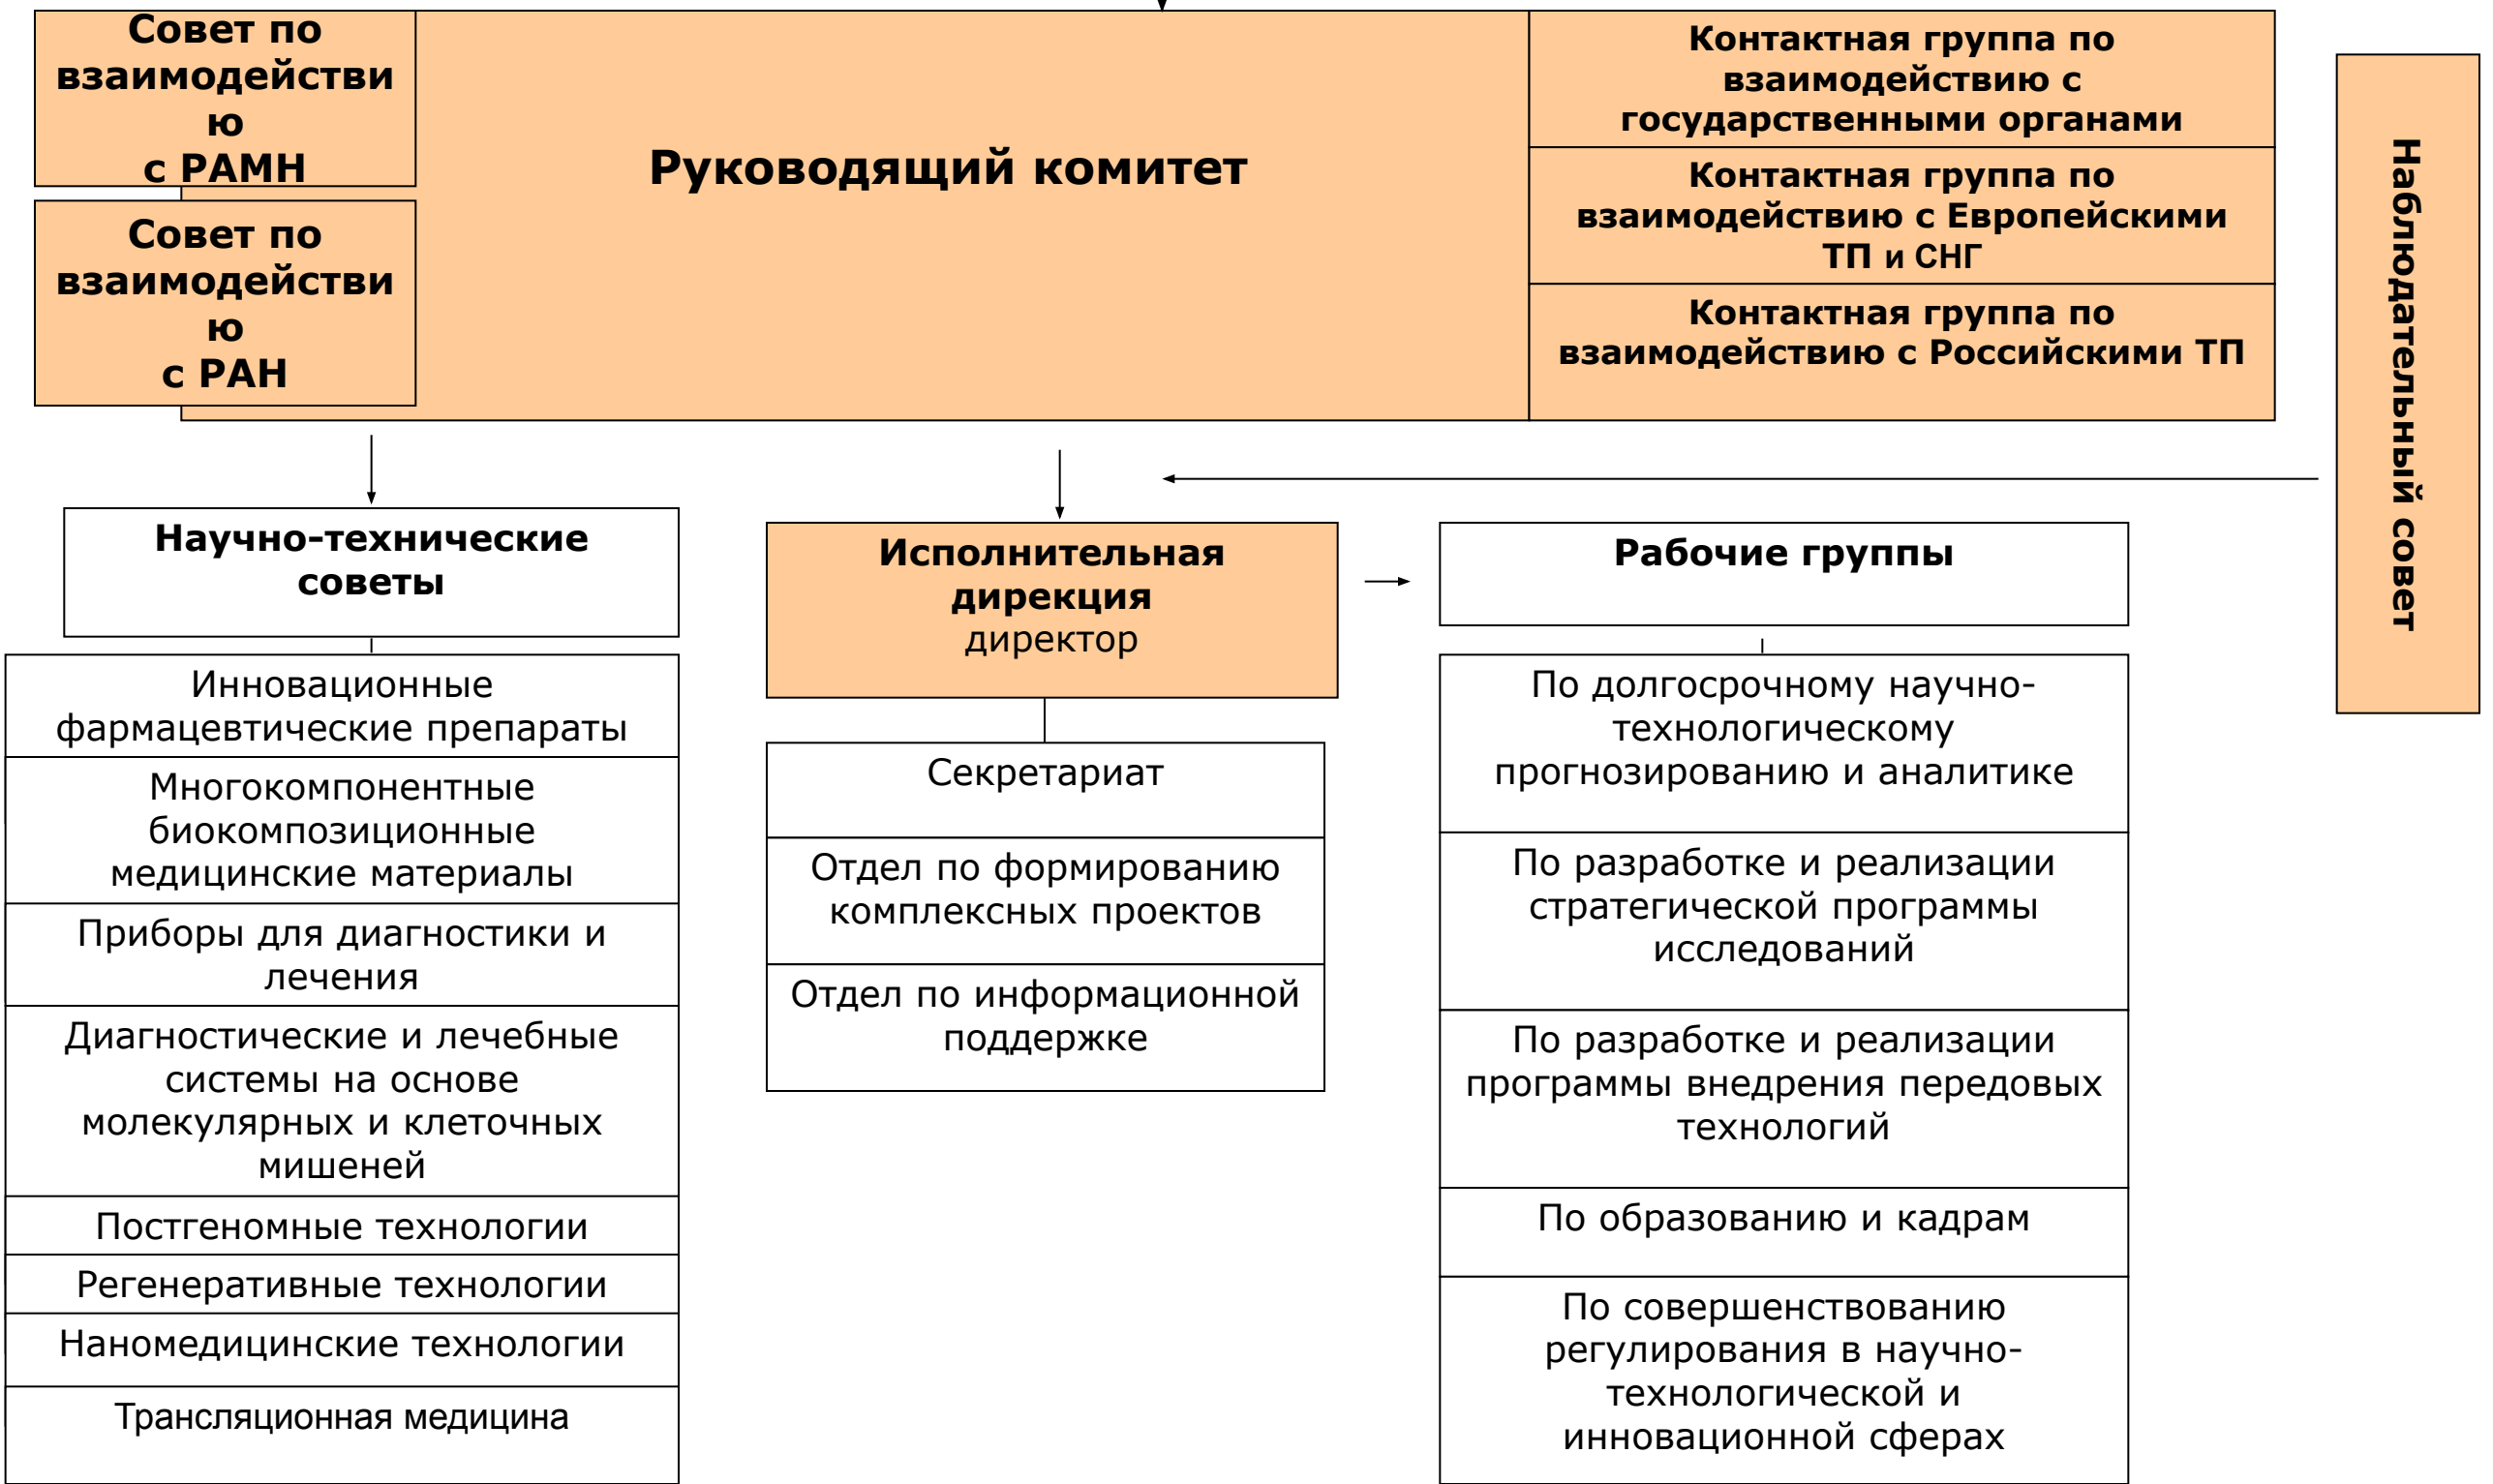 Совет по
взаимодействи
ю
с РАМН
Совет по
взаимодействи
ю
с РАН
Руководящий комитет
Контактная группа по
взаимодействию с
государственными органами
Контактная группа по
взаимодействию с Европейскими
ТП и СНГ
Контактная группа по
взаимодействию с Российскими ТП
Наблюдательный совет
Научно-технические
советы
Инновационные
фармацевтические препараты
Многокомпонентные
биокомпозиционные
медицинские материалы
Приборы для диагностики и
лечения
Диагностические и лечебные
системы на основе
молекулярных и клеточных
мишеней
Постгеномные технологии
Регенеративные технологии
Наномедицинские технологии
Трансляционная медицина
Исполнительная
дирекция
директор
Секретариат
Отдел по формированию
комплексных проектов
Отдел по информационной
поддержке
Рабочие группы
По долгосрочному научно-
технологическому
прогнозированию и аналитике
По разработке и реализации
стратегической программы
исследований
По разработке и реализации
программы внедрения передовых
технологий
По образованию и кадрам
По совершенствованию
регулирования в научно-
технологической и
инновационной сферах